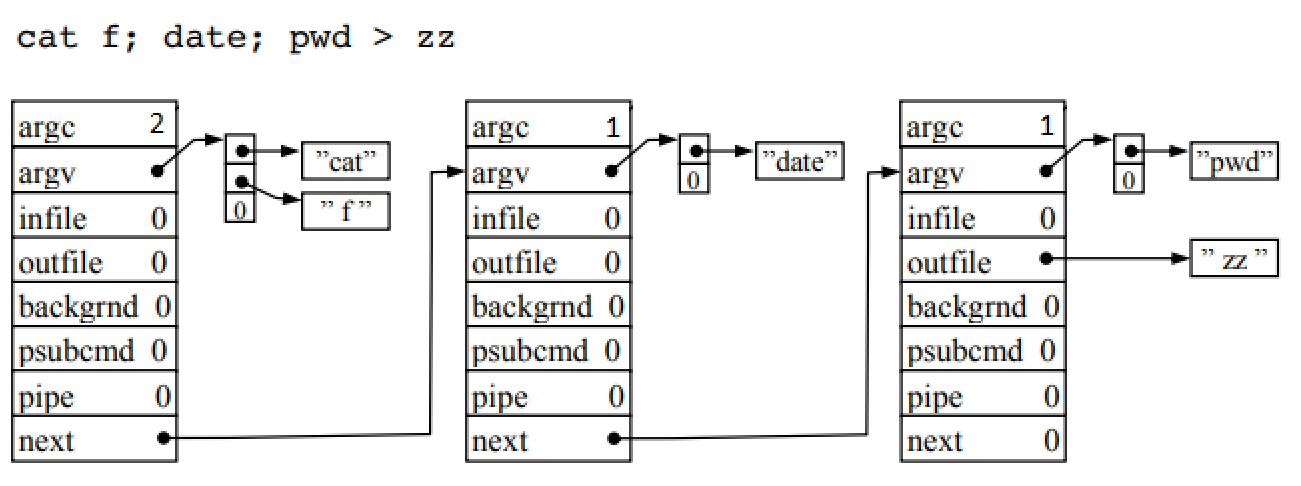 cat f; date; pwd > zz
argc 2
argv
infile 0
outfile 0
backgrnd 0
psubcmd 0
pipe 0
next
0
”cat”
” f ”
argc 1
argv
infile 0
outfile 0
backgrnd 0
psubcmd 0
pipe 0
next
0
”date”
argc 1
argv
infile 0
outfile
backgrnd 0
psubcmd 0
pipe 0
next 0
0
”pwd”
” zz ”